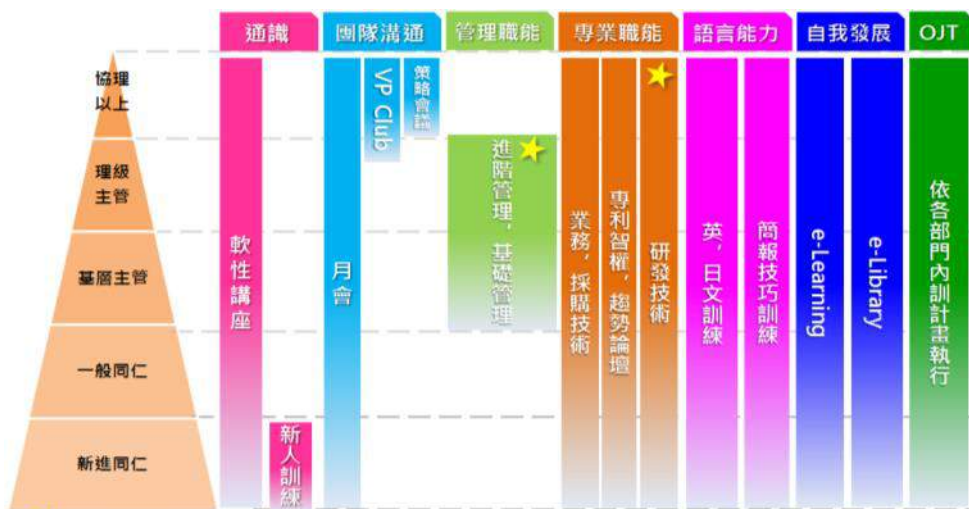 通識
團隊溝通
管理職能
專業職能
語言能力
自我發展
OJT
協理
以上
理級
主管
基層主管
一般同仁
新進同仁
軟性講座
新人訓練
月會
VP Club
策略會議
進階管理，基礎管理
業務，採購技術
專利智權，趨勢論壇
研發技術
英，日文訓練
簡報技巧訓練
e-Learning
e-Library
依各部門內訓計畫執行